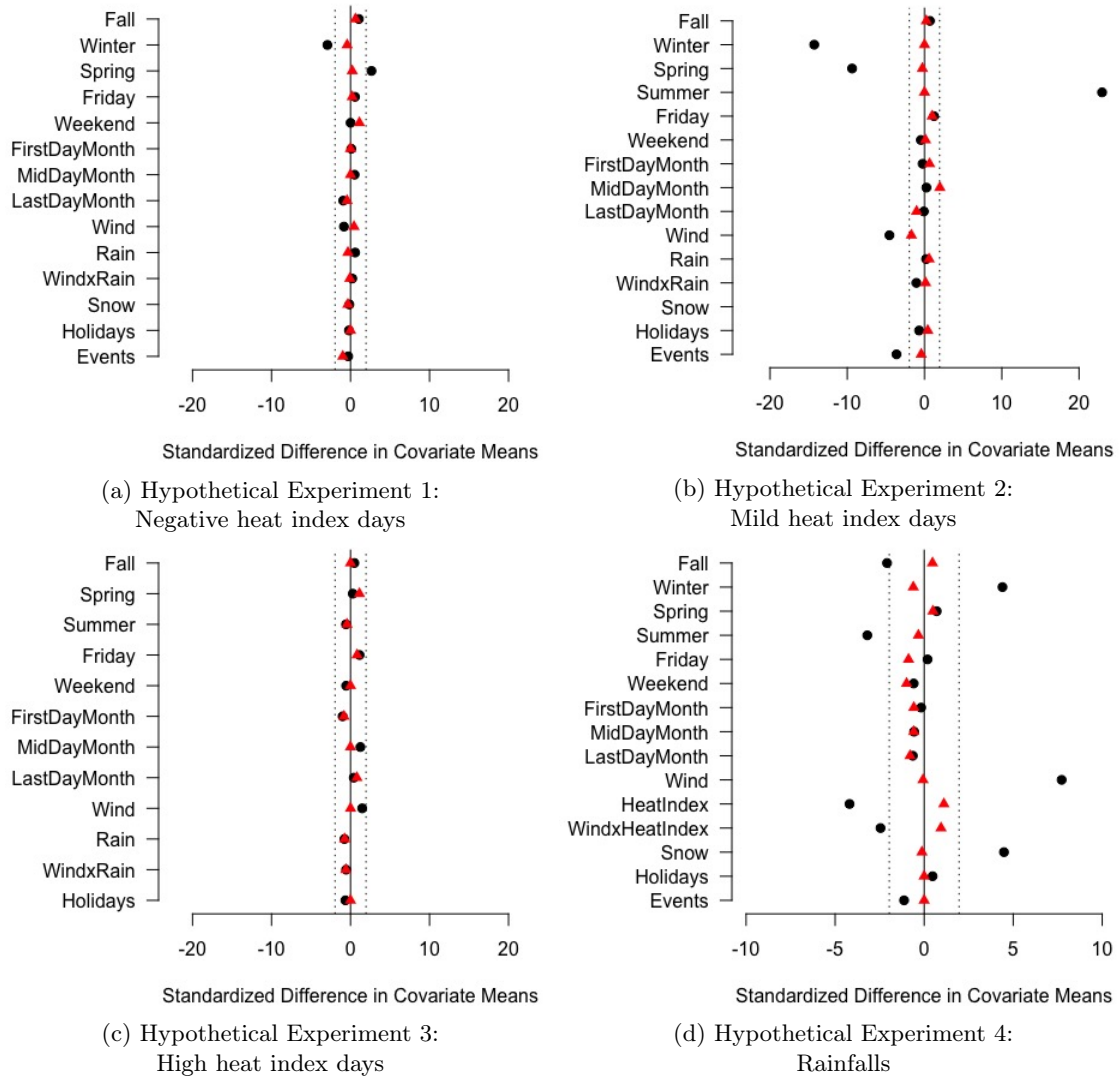 Fall
Winter
Spring
Friday
Weekend
FirstDayMonth
MidDayMonth
LastDayMonth
Wind
Rain
WindxRain
Snow
Holidays
Events
-20 -10 0 10 20
Standardized Difference in Covariate Means
(a) Hypothetical Experiment 1:
Negative heat index days
Fall
Winter
Spring
Summer
Friday
Weekend
FirstDayMonth
MidDayMonth
LastDayMonth
Wind
Rain
WindxRain
Snow
Holidays
Events
-20 -10 0 10 20
Standardized Difference in Covariate Means
(b) Hypothetical Experiment 2:
Mild heat index days
Fall
Spring
Summer
Friday
Weekend
FirstDayMonth
MidDayMonth
LastDayMonth
Wind
Rain
WindxRain
Holidays
-20 -10 0 10 20
Standardized Difference in Covariate Means
(c) Hypothetical Experiment 3:
High heat index days
Fall
Winter
Spring
Summer
Friday
Weekend
FirstDayMonth
MidDayMonth
LastDayMonth
Wind
HeatIndex
WindxHeatIndex
Snow
Holidays
Events
-10 -5 0 5 10
Standardized Difference in Covariate Means
(d) Hypothetical Experiment 4:
Rainfalls